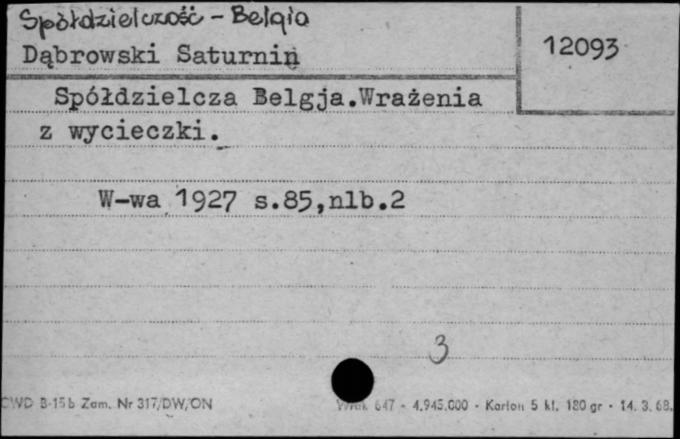 Spółdzielczość - Belgia
Dąbrowski Saturnin
12093
Spółdzielcza Belgja.Wrażenia
z wycieczki.
W-wa 1927 s.85,nlb.2
3
CWD B-15b Zam. Nr 317/DW/ON
647 - 4.945.000 - Karton 5 kl. 180 gr - 14. 3. 68.